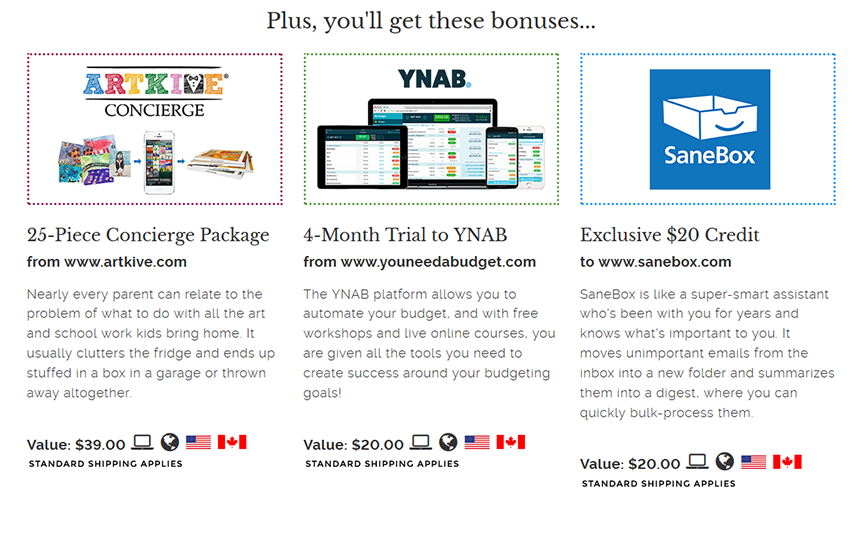 Plus, you'll get these bonuses...
ARTKIVE®
CONCIERGE
25-Piece Concierge Package
from www.artkive.com
Nearly every parent can relate to the
problem of what to do with all the art
and school work kids bring home. It
usually clutters the fridge and ends up
stuffed in a box in a garage or thrown
away altogether.
Value: $39.00
STANDARD SHIPPING APPLIES
YNAB.
4-Month Trial to YNAB
from www.youneedabudget.com
The YNAB platform allows you to
automate your budget, and with free
workshops and live online courses, you
are given all the tools you need to
create success around your budgeting
goals!
Value: $20.00
STANDARD SHIPPING APPLIES
SaneBox
Exclusive $20 Credit
to www.sanebox.com
SaneBox is like a super-smart assistant
who's been with you for years and
knows what's important to you. It
moves unimportant emails from the
inbox into a new folder and summarizes
them into a digest, where you can
quickly bulk-process them.
Value: $20.00
STANDARD SHIPPING APPLIES